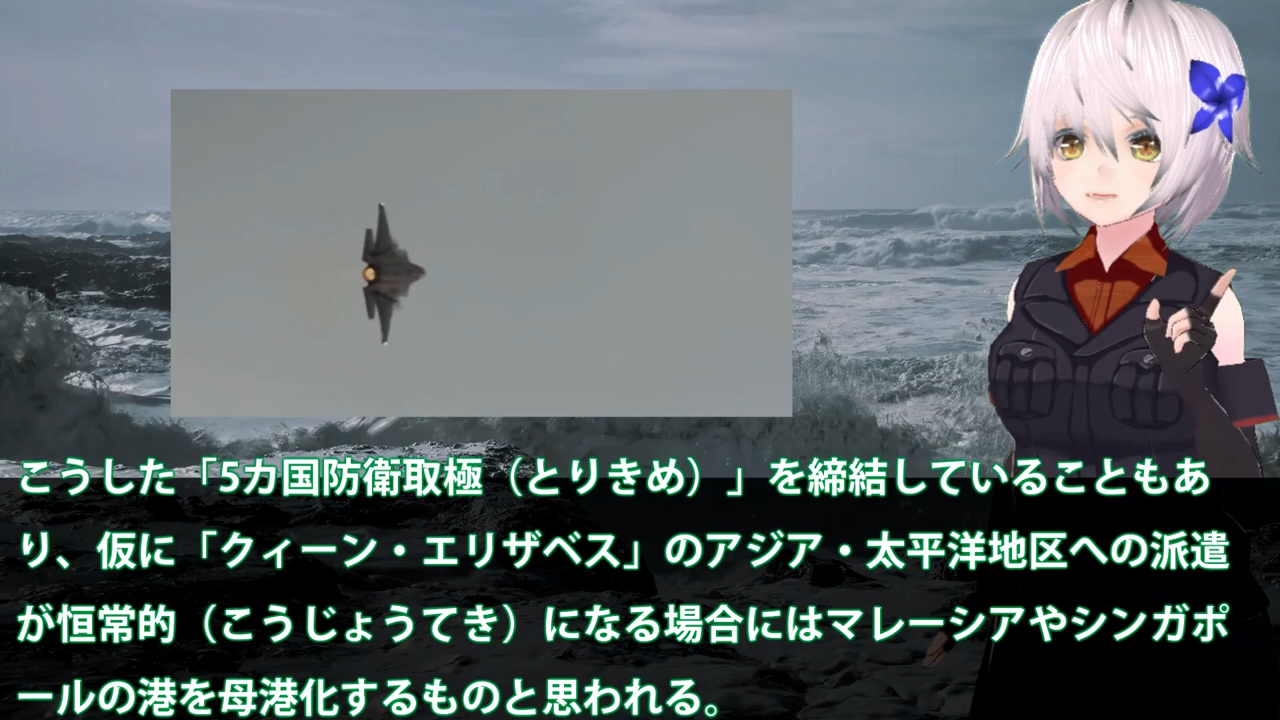 こうした「5カ国防衛取極（とりきめ）」を締結していることもあ
り、仮に「クィーン・エリザベス」のアジア・太平洋地区への派遣
が恒常的（こうじょうてき）になる場合にはマレーシアやシンガポ
ールの港を母港化するものと思われる。